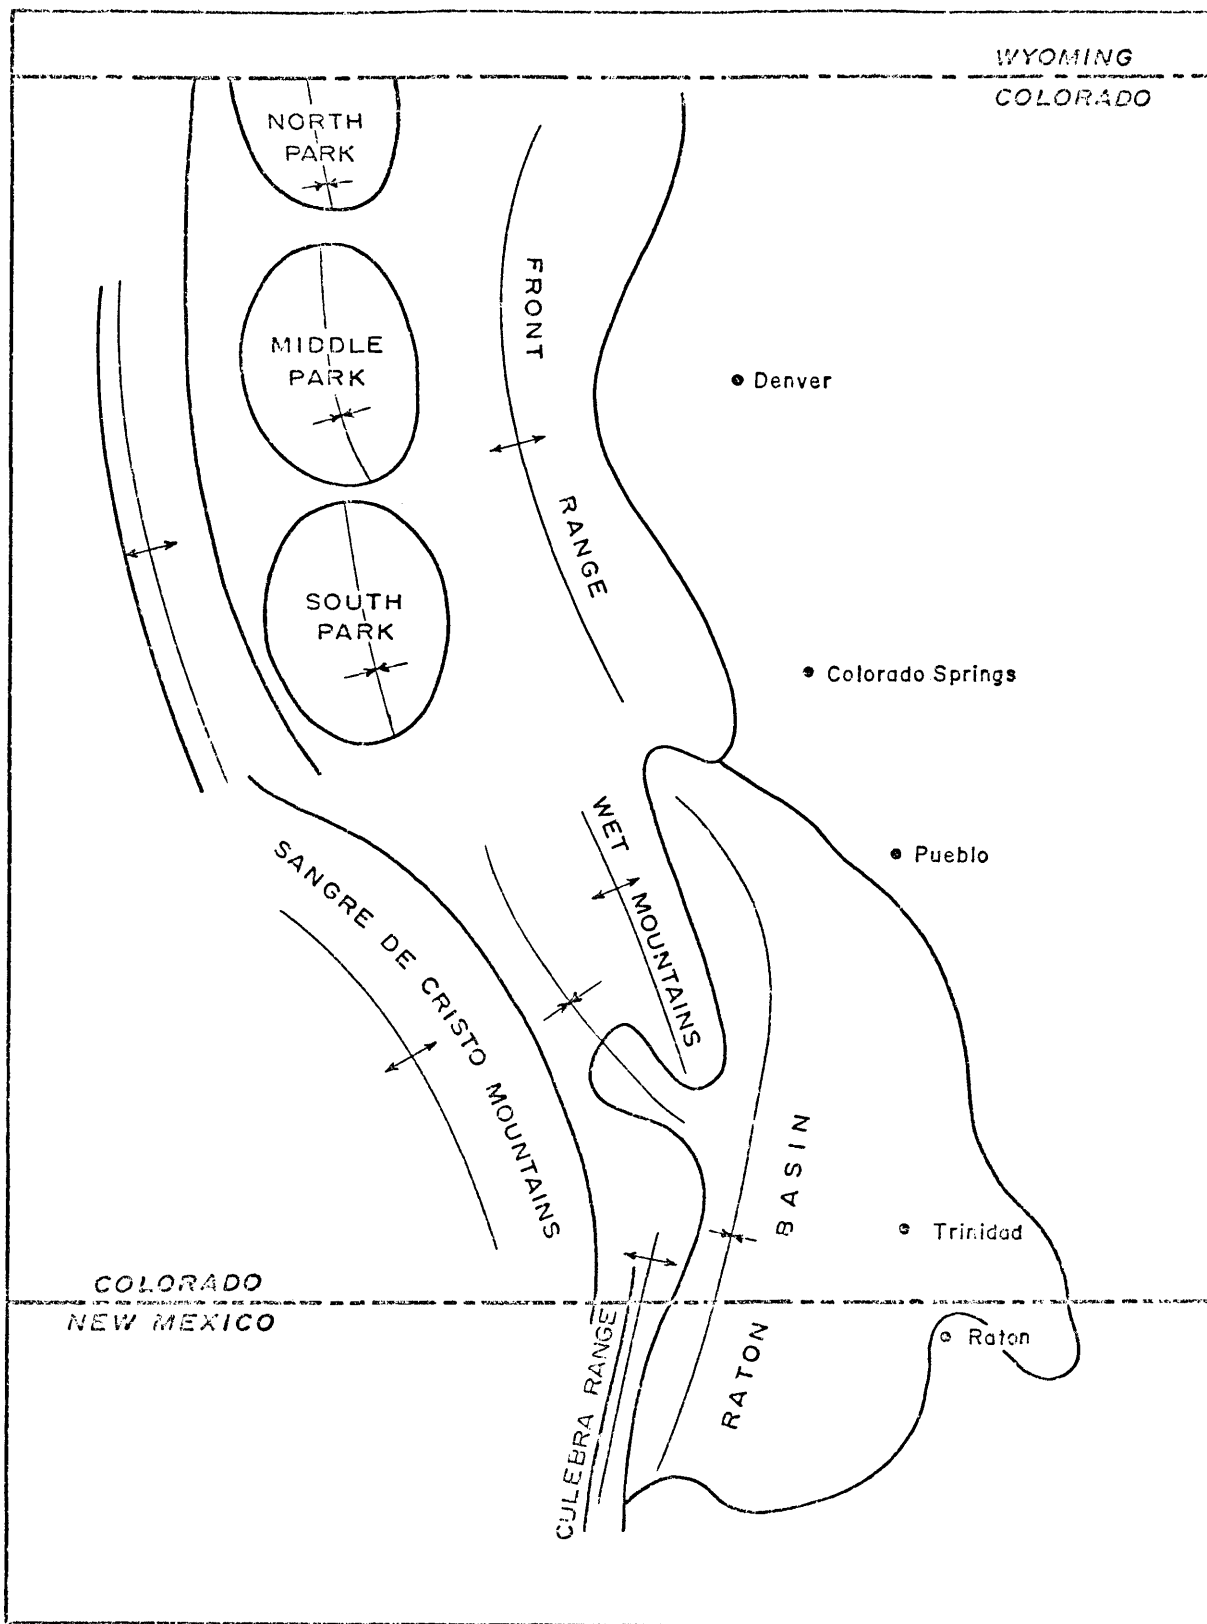 WYOMING
COLORADO
NORTH
PARK
FRONT
RANGE
MIDDLE
PARK
Denver
SOUTH
PARK
Colorado Springs
WET MOUNTAINS
Pueblo
SANGRE DE CRISTO MOUNTAINS
RATON BASIN
Trinidad
COLORADO
NEW MEXICO
Raton
CULEBRA RANGE